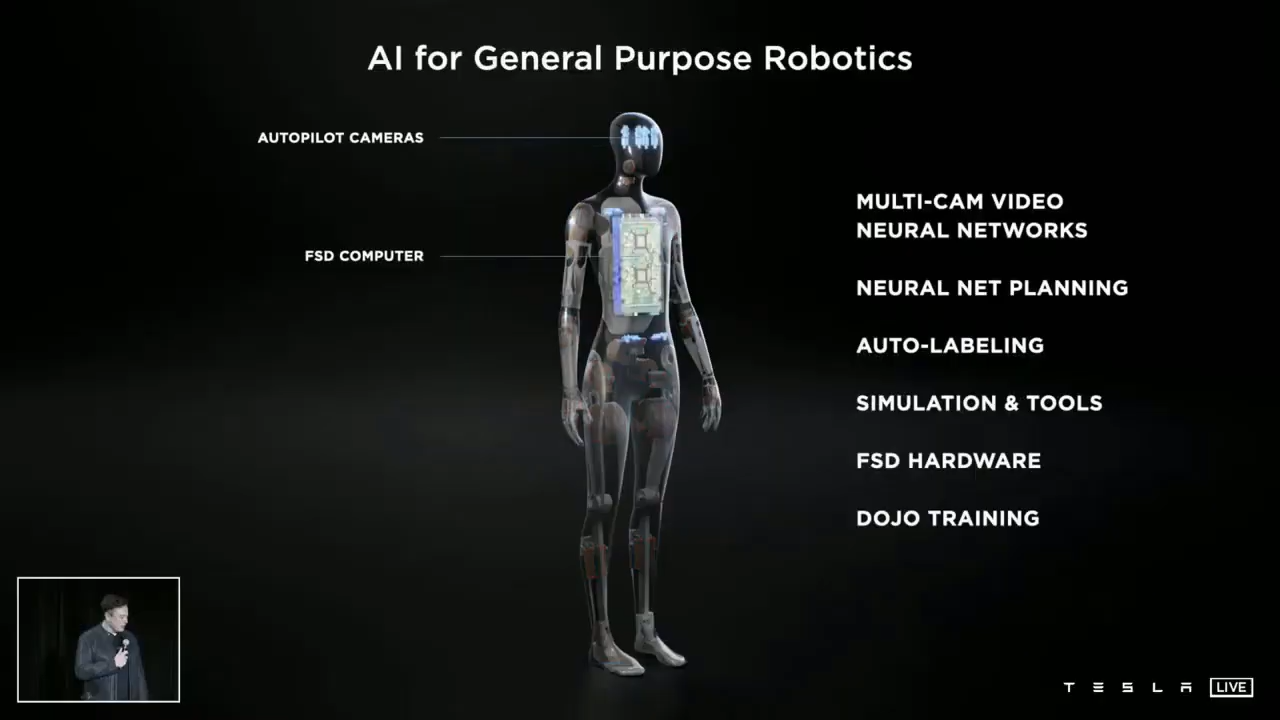 AI for General Purpose Robotics
AUTOPILOT CAMERAS
FSD COMPUTER
MULTI-CAM VIDEO
NEURAL NETWORKS
NEURAL NET PLANNING
AUTO-LABELING
SIMULATION & TOOLS
FSD HARDWARE
DOJO TRAINING
TESLA LIVE